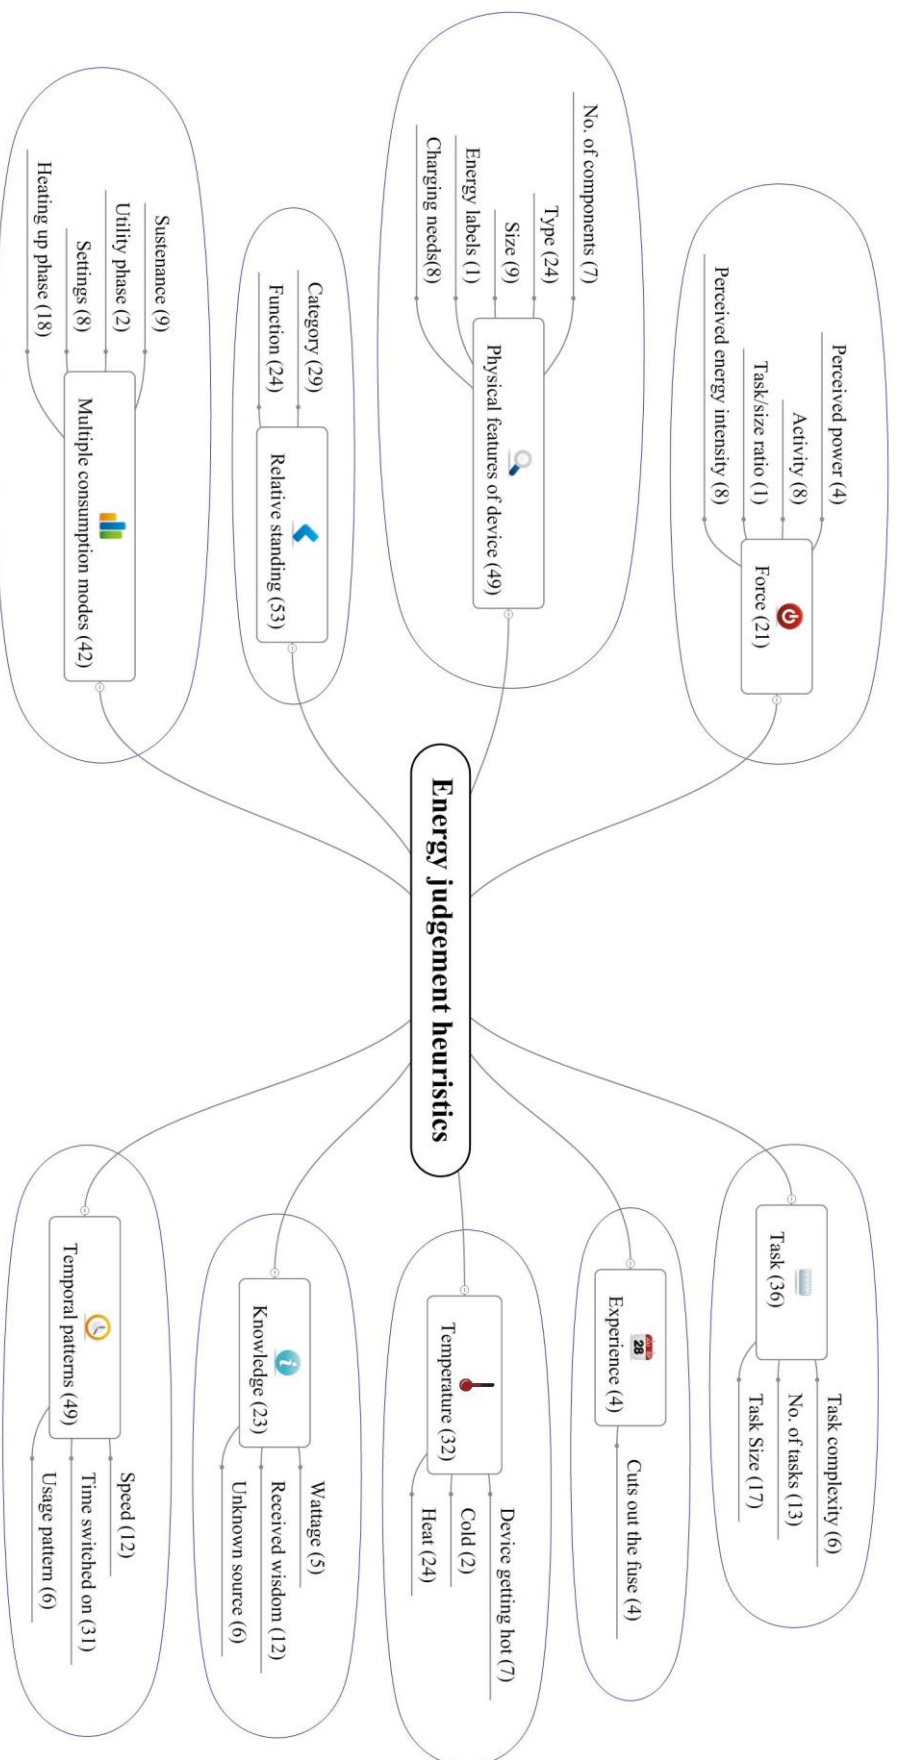 Energy judgement heuristics
Force (21)
Perceived power (4)
Activity (8)
Task/size ratio (1)
Perceived energy intensity (8)
Physical features of device (49)
No. of components (7)
Type (24)
Size (9)
Energy labels (1)
Charging needs(8)
Relative standing (53)
Category (29)
Function (24)
Multiple consumption modes (42)
Sustenance (9)
Utility phase (2)
Settings (8)
Heating up phase (18)
Task (36)
Task complexity (6)
No. of tasks (13)
Task Size (17)
28
Experience (4)
Cuts out the fuse (4)
Temperature (32)
Device getting hot (7)
Cold (2)
Heat (24)
i
Knowledge (23)
Wattage (5)
Received wisdom (12)
Unknown source (6)
Temporal patterns (49)
Speed (12)
Time switched on (31)
Usage pattern (6)